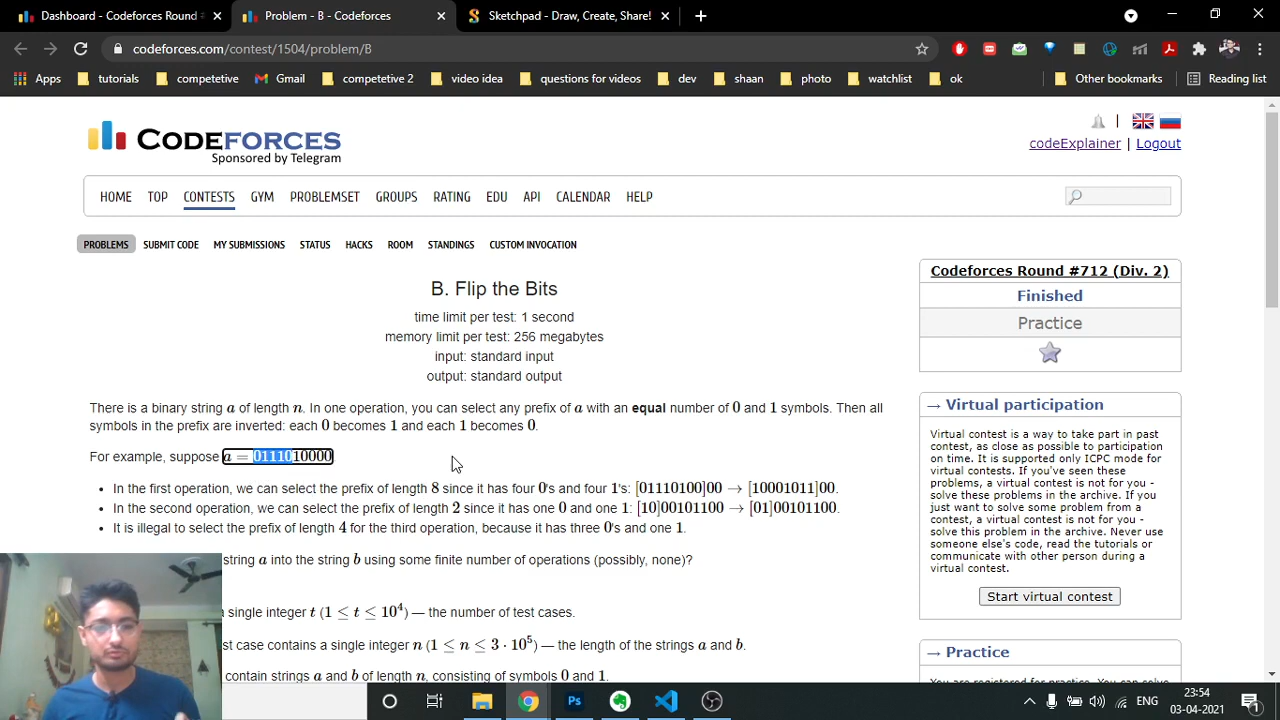 Dashboard - Codeforces Round
Problem - B - Codeforces
Sketchpad - Draw, Create, Share!
codeforces.com/contest/1504/problem/B
Apps tutorials competetive Gmail competetive 2 video idea questions for videos dev shaan photo watchlist ok Other bookmarks Reading list
CODEFORCES
Sponsored by Telegram
codeExplainer | Logout
HOME TOP CONTESTS GYM PROBLEMSET GROUPS RATING EDU API CALENDAR HELP
PROBLEMS SUBMIT CODE MY SUBMISSIONS STATUS HACKS ROOM STANDINGS CUSTOM INVOCATION
B. Flip the Bits
time limit per test: 1 second
memory limit per test: 256 megabytes
input: standard input
output: standard output
There is a binary string a of length n. In one operation, you can select any prefix of a with an equal number of 0 and 1 symbols. Then all
symbols in the prefix are inverted: each 0 becomes 1 and each 1 becomes 0.
For example, suppose a = 0111010000
• In the first operation, we can select the prefix of length 8 since it has four 0's and four 1's: [01110100]00 → [10001011]00.
• In the second operation, we can select the prefix of length 2 since it has one 0 and one 1: [10]00101100 → [01]00101100.
• It is illegal to select the prefix of length 4 for the third operation, because it has three 0's and one 1.
string a into the string b using some finite number of operations (possibly, none)?
single integer t (1 ≤ t ≤ 10⁴) — the number of test cases.
st case contains a single integer n (1 ≤ n ≤ 3 · 10⁵) — the length of the strings a and b.
contain strings a and b of length n, consisting of symbols 0 and 1.
Codeforces Round #712 (Div. 2)
Finished
Practice
→ Virtual participation
Virtual contest is a way to take part in past
contest, as close as possible to participation
on time. It is supported only ICPC mode for
virtual contests. If you've seen these
problems, a virtual contest is not for you -
solve these problems in the archive. If you
just want to solve some problem from a
contest, a virtual contest is not for you -
solve this problem in the archive. Never use
someone else's code, read the tutorials or
communicate with other person during a
virtual contest.
Start virtual contest
→ Practice
You are registered for practice. You can solve
ENG
23:54
03-04-2021